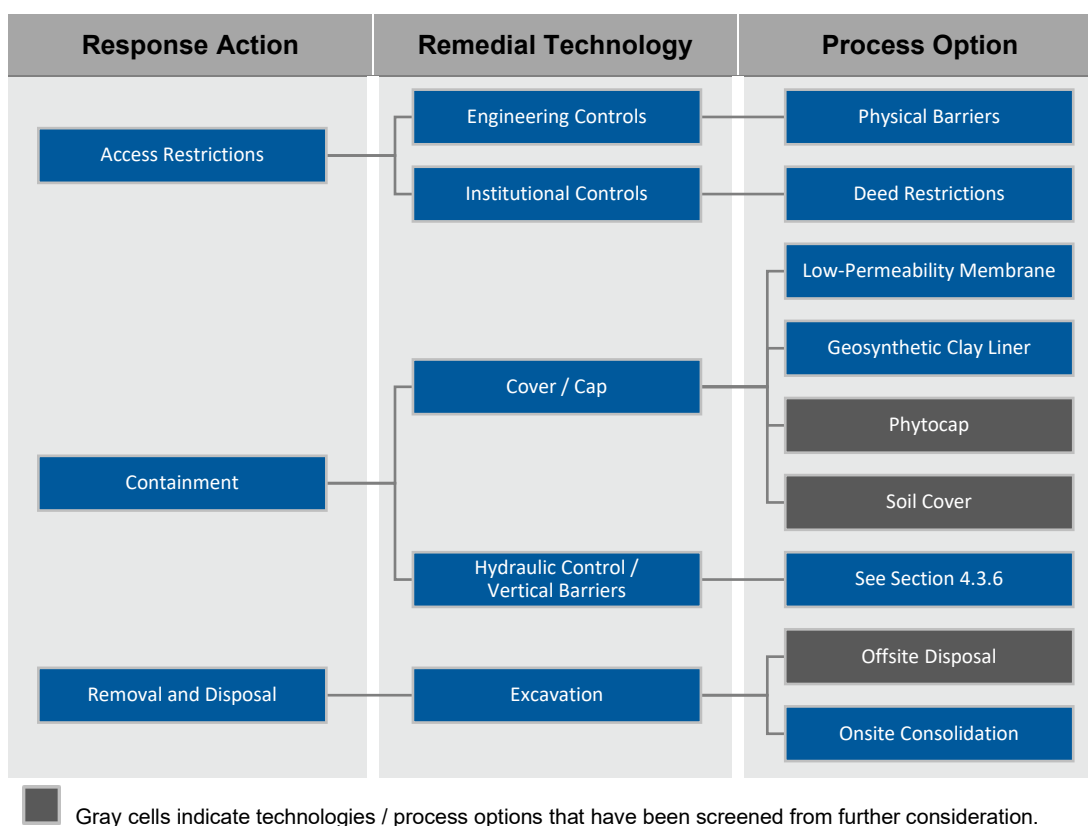 Response Action
Remedial Technology
Process Option
Access Restrictions
Engineering Controls
Physical Barriers
Institutional Controls
Deed Restrictions
Containment
Cover / Cap
Low-Permeability Membrane
Geosynthetic Clay Liner
Phytocap
Soil Cover
Hydraulic Control /
Vertical Barriers
See Section 4.3.6
Removal and Disposal
Excavation
Offsite Disposal
Onsite Consolidation
Gray cells indicate technologies / process options that have been screened from further consideration.